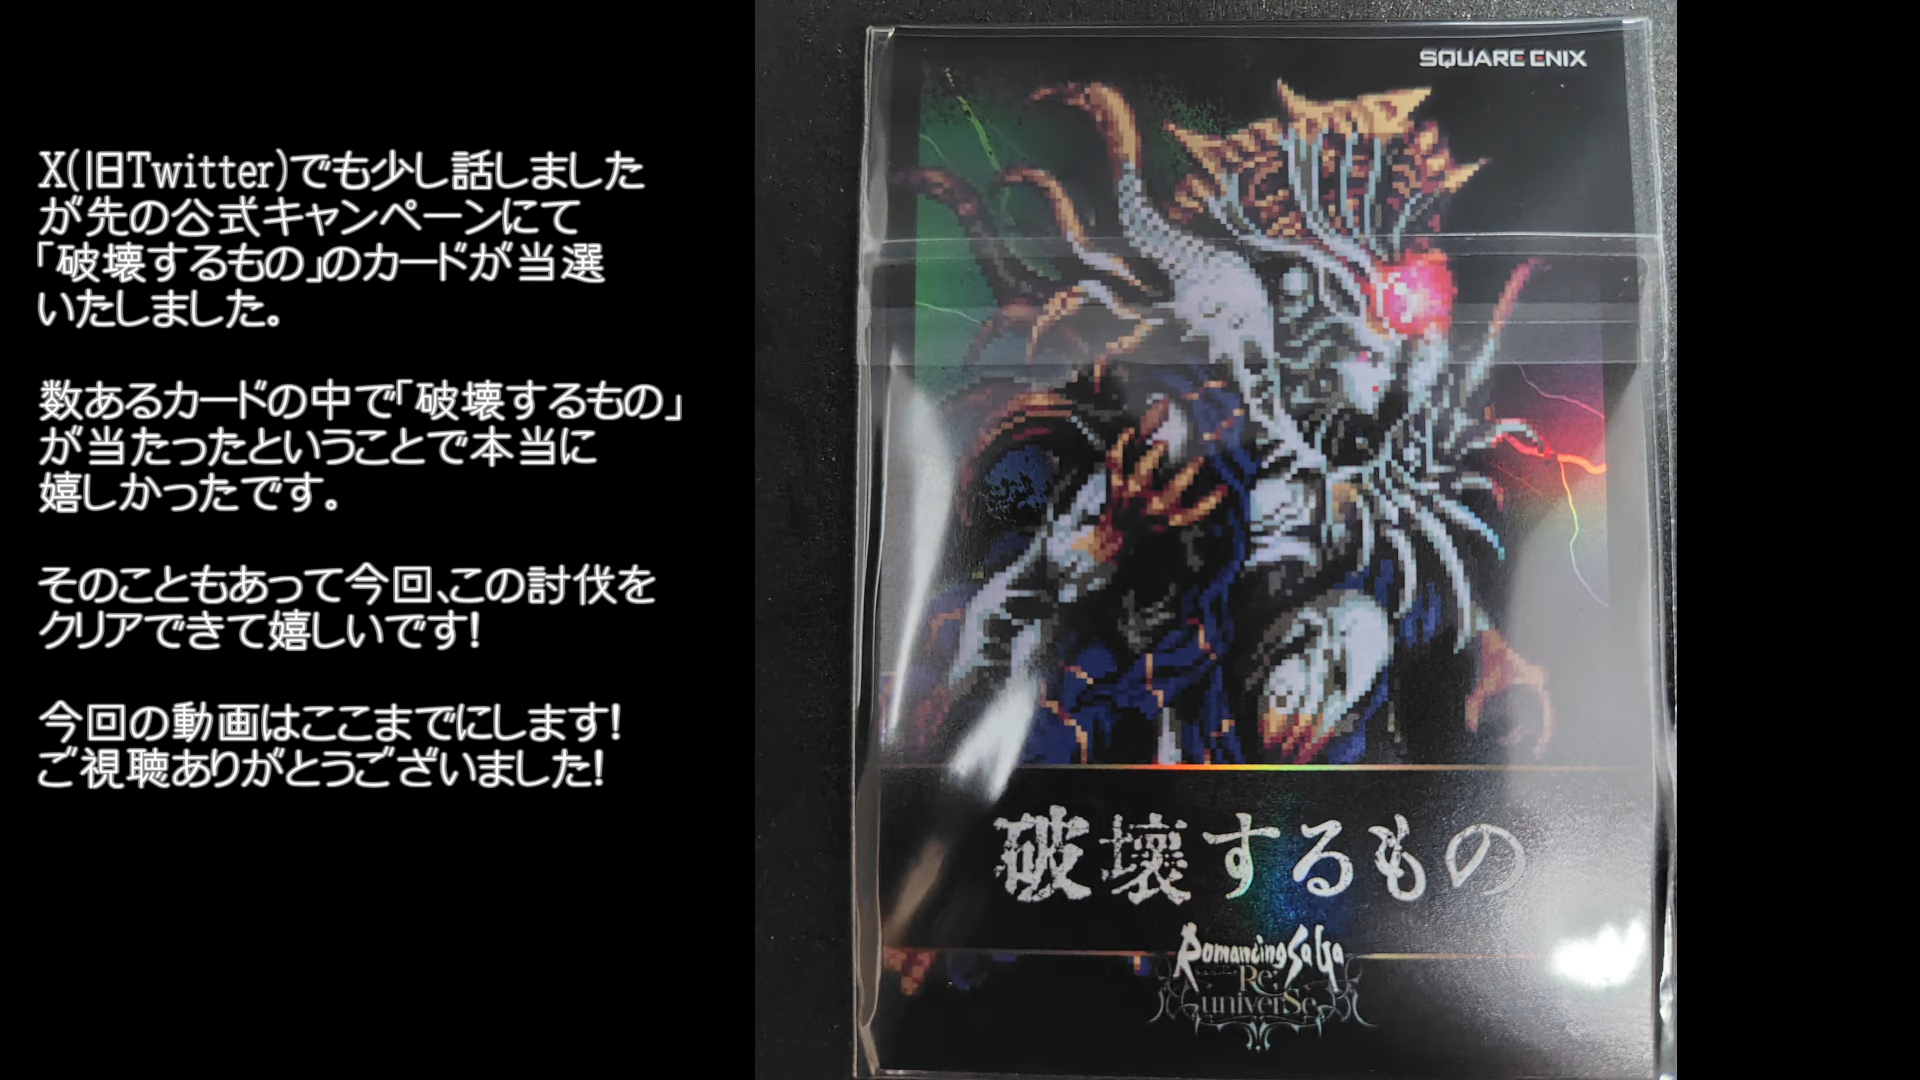 X(旧Twitter)でも少し話しました
が先の公式キャンペーンにて
「破壊するもの」のカードが当選
いたしました。
数あるカードの中で「破壊するもの」
が当たったということで本当に
嬉しかったです。
そのこともあって今回、この討伐を
クリアできて嬉しいです!
今回の動画はここまでにします!
ご視聴ありがとうございました!
SQUARE ENIX
破壊するもの
Romancing SaGa
Re;
univerSe